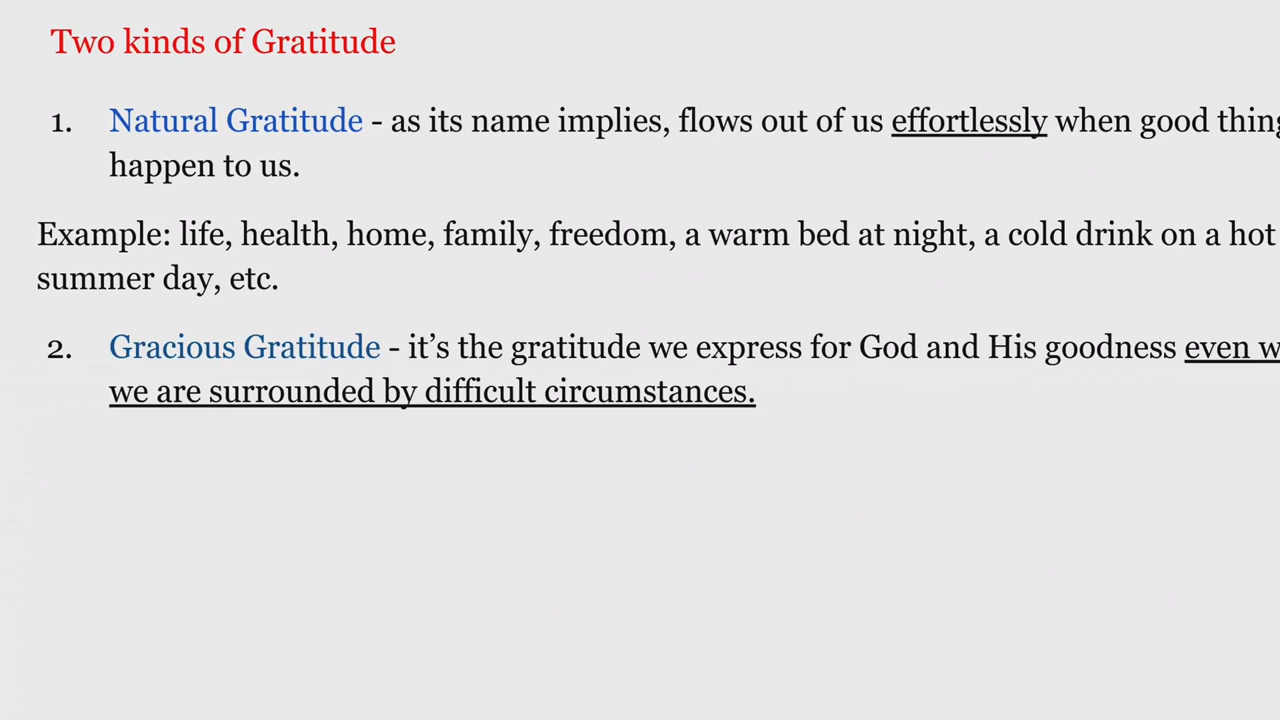 Two kinds of Gratitude
1. Natural Gratitude - as its name implies, flows out of us effortlessly when good thing
happen to us.
Example: life, health, home, family, freedom, a warm bed at night, a cold drink on a hot
summer day, etc.
2. Gracious Gratitude - it’s the gratitude we express for God and His goodness even w
we are surrounded by difficult circumstances.